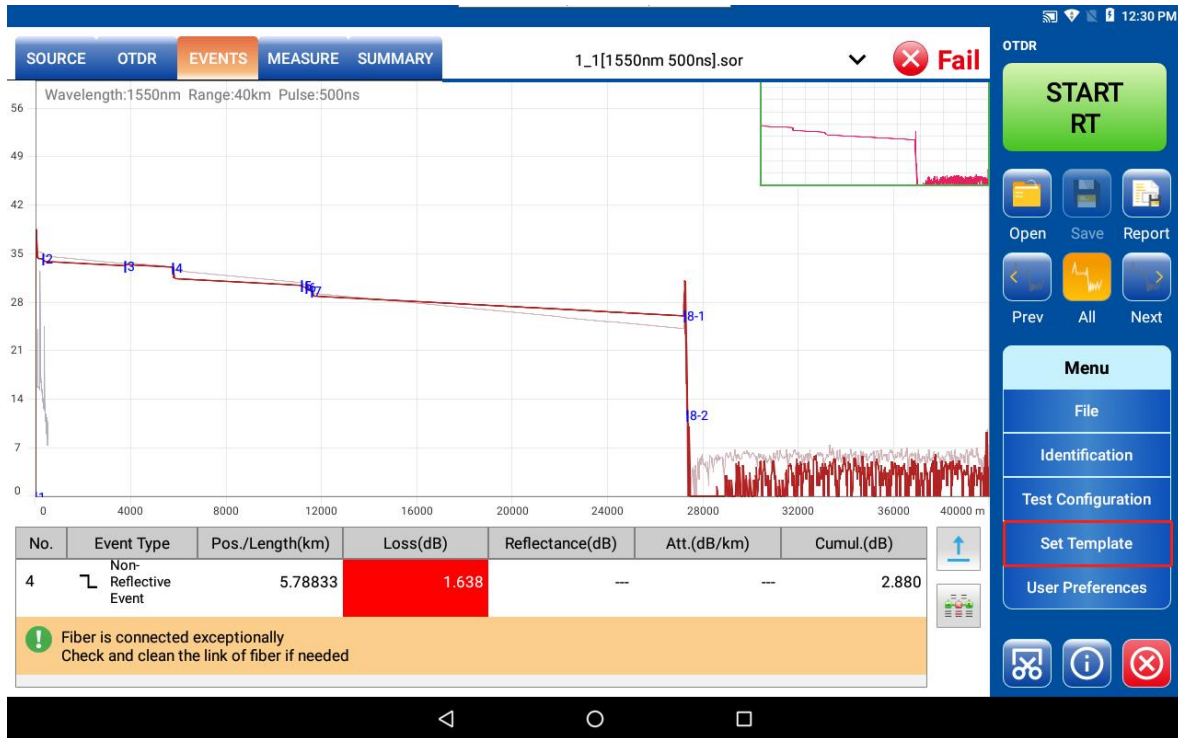 12:30 PM
SOURCE OTDR EVENTS MEASURE SUMMARY 1_1[1550nm 500ns].sor Fail
OTDR
START
RT
Wavelength:1550nm Range:40km Pulse:500ns
56
49
42
35
28
21
14
7
0
2 3 4 7
8-1
8-2
1
0 4000 8000 12000 16000 20000 24000 28000 32000 36000 40000 m
Open Save Report
Prev All Next
Menu
File
Identification
Test Configuration
Set Template
User Preferences
No. Event Type Pos./Length(km) Loss(dB) Reflectance(dB) Att.(dB/km) Cumul.(dB)
4 Non-
Reflective 5.78833 1.638 --- --- 2.880
Event
Fiber is connected exceptionally
Check and clean the link of fiber if needed